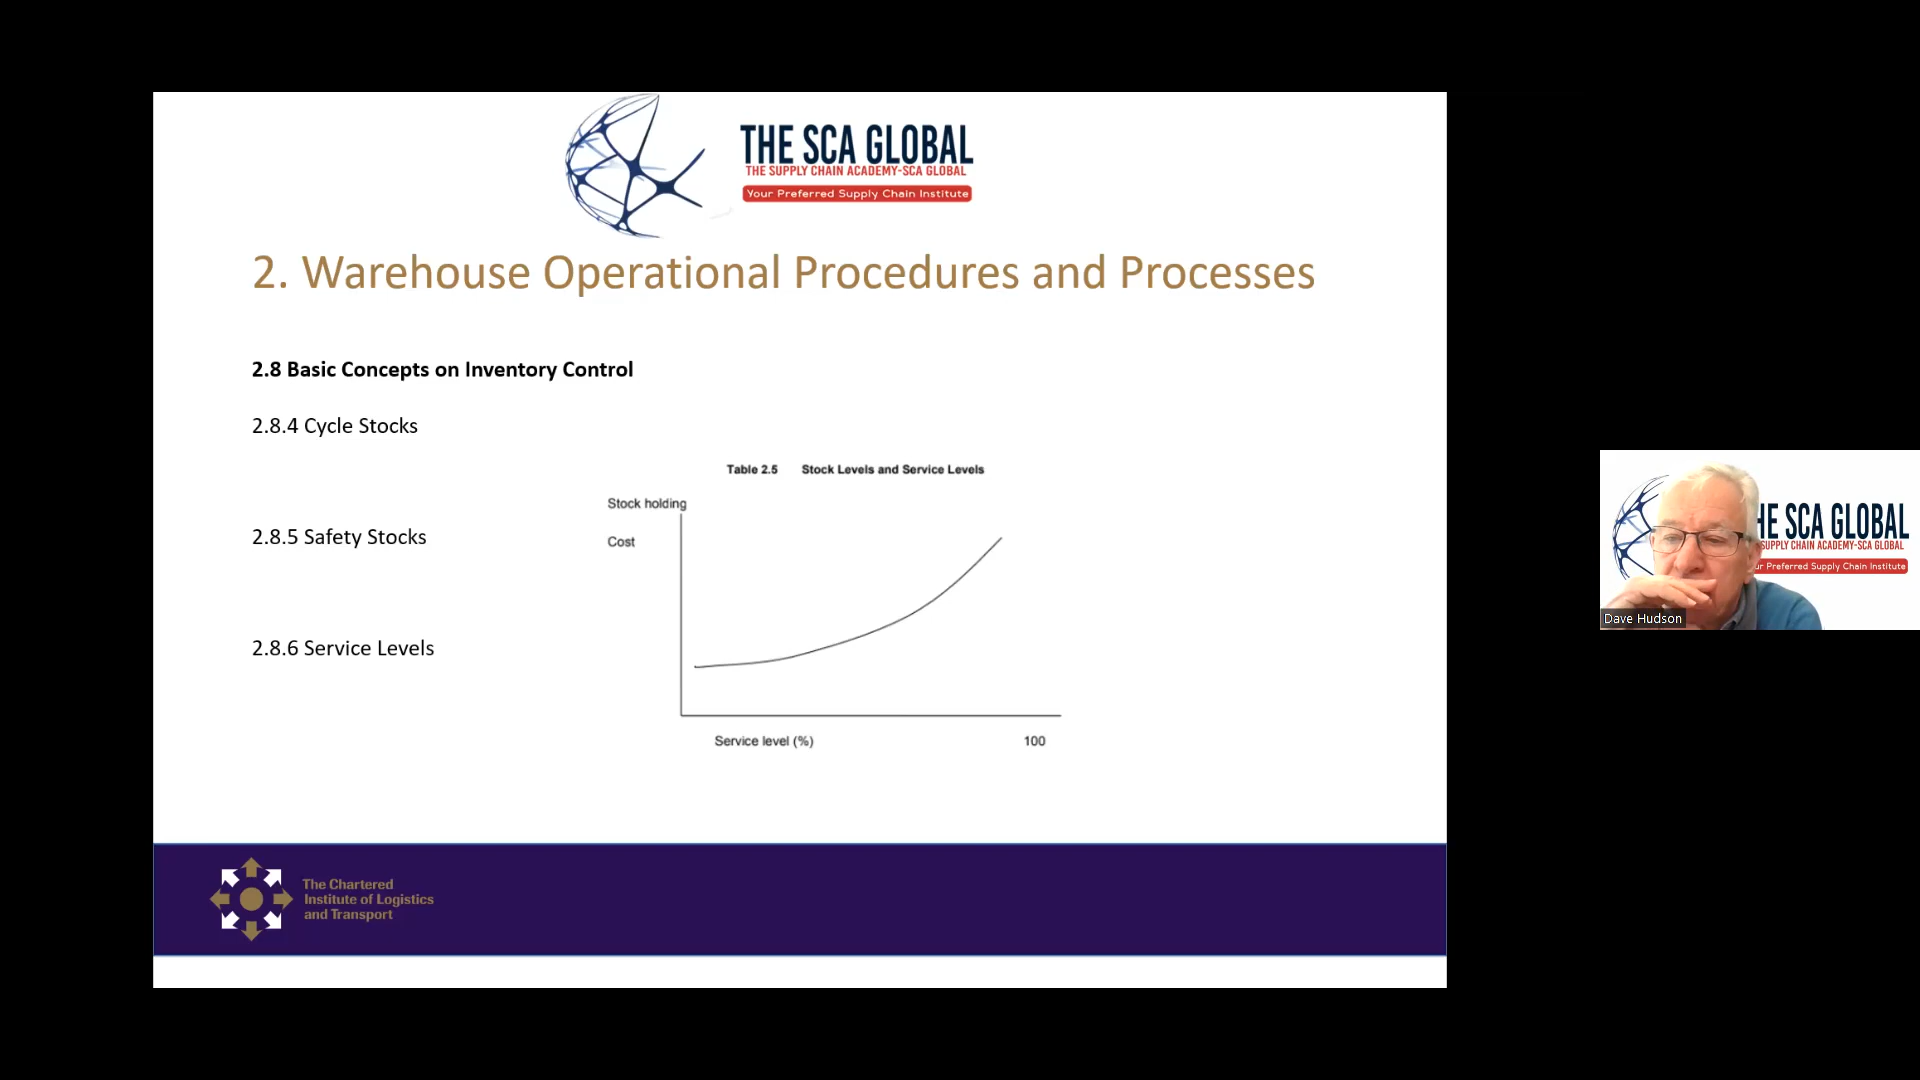 THE SCA GLOBAL
THE SUPPLY CHAIN ACADEMY-SCA GLOBAL
Your Preferred Supply Chain Institute
2. Warehouse Operational Procedures and Processes
2.8 Basic Concepts on Inventory Control
2.8.4 Cycle Stocks
Table 2.5 Stock Levels and Service Levels
Stock holding
2.8.5 Safety Stocks
Cost
2.8.6 Service Levels
Service level (%) 100
The Chartered
Institute of Logistics
and Transport
HE SCA GLOBAL
SUPPLY CHAIN ACADEMY-SCA GLOBAL
ur Preferred Supply Chain Institute
Dave Hudson